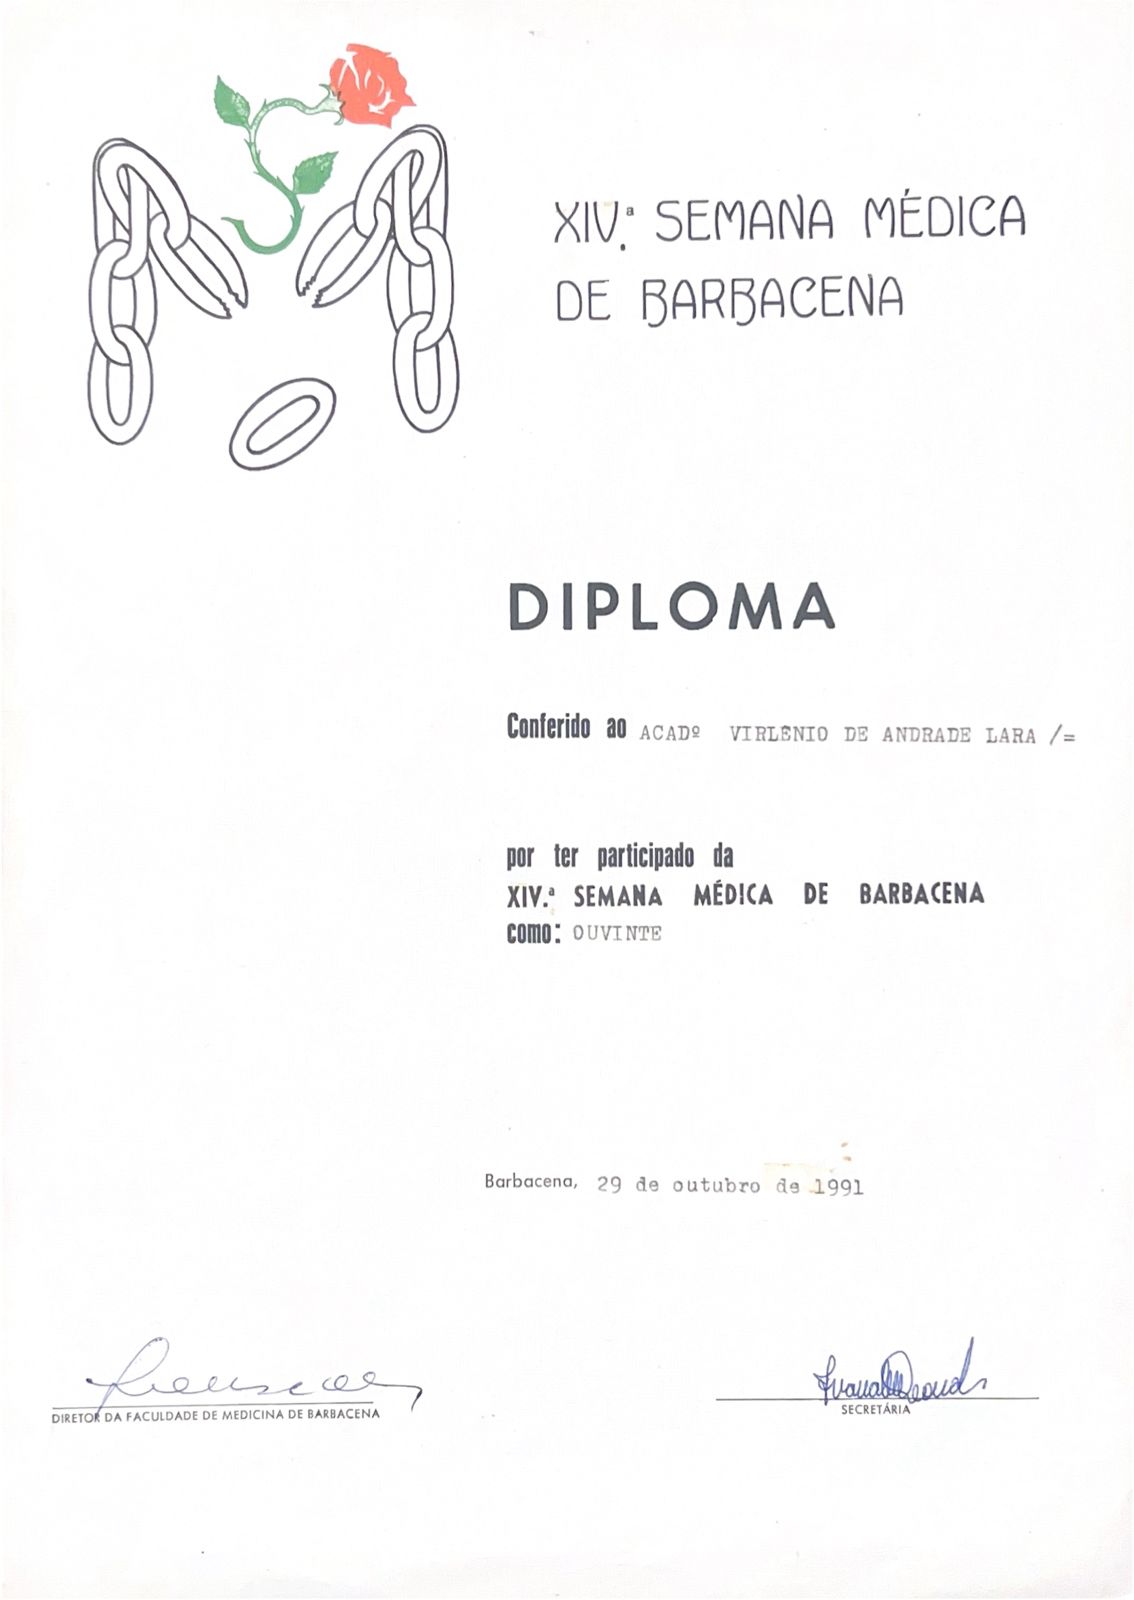 XIV.ª SEMANA MÉDICA
DE BARBACENA
DIPLOMA
Conferido ao ACADº VIRLÊNIO DE ANDRADE LARA /=
por ter participado da
XIV.ª SEMANA MÉDICA DE BARBACENA
como: OUVINTE
Barbacena, 29 de outubro de 1991
DIRETOR DA FACULDADE DE MEDICINA DE BARBACENA
SECRETÁRIA